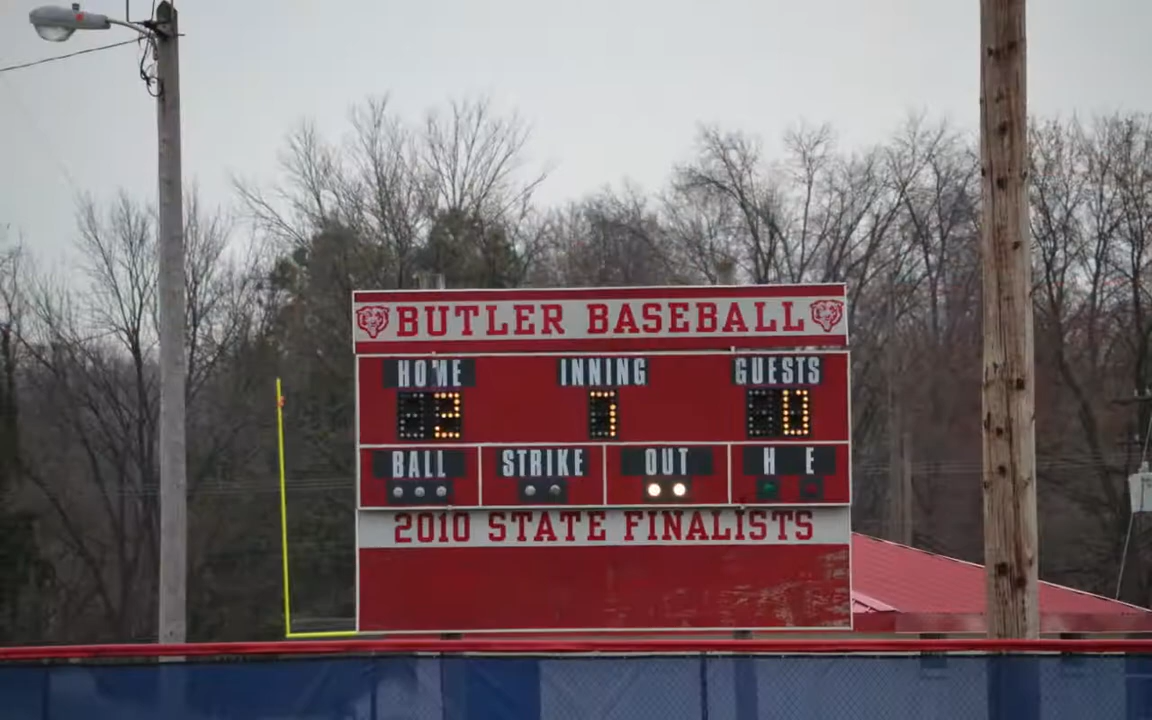 BUTLER BASEBALL
HOME INNING GUESTS
2 7 0
BALL STRIKE OUT H E
2010 STATE FINALISTS